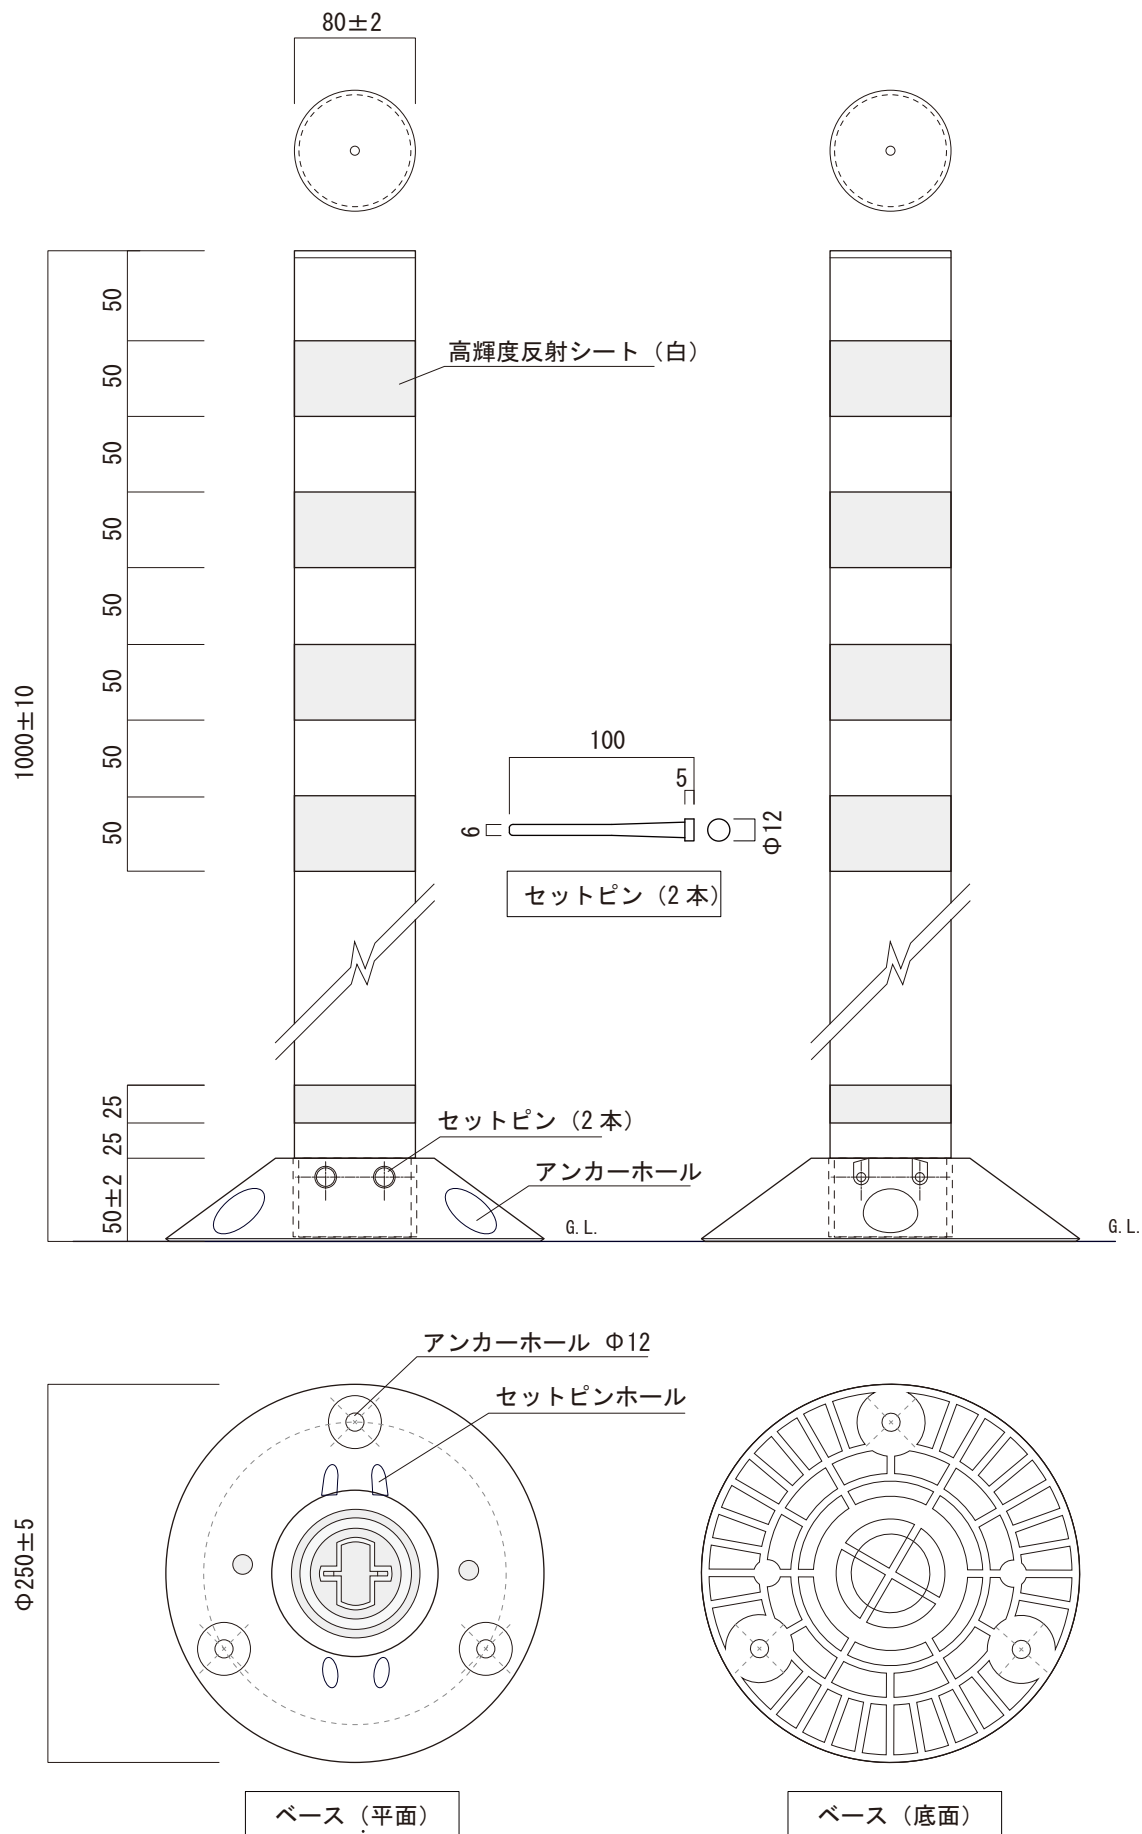 80±2
50
高輝度反射シート（白）
50
50
50
50
50
1000±10
100
50
5
6
Φ12
50
セットピン（2本）
25
セットピン（2本）
25
アンカーホール
50±2
G.L.
G.L.
アンカーホール Φ12
セットピンホール
Φ250±5
ベース（平面）
ベース（底面）